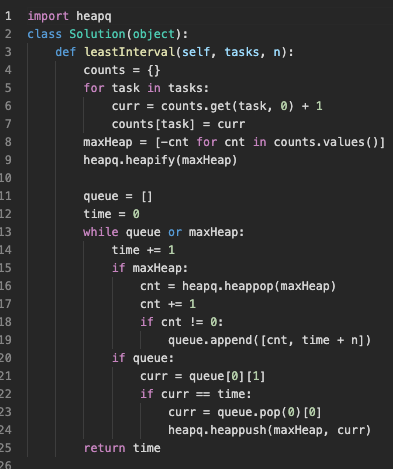 1 import heapq
2 class Solution(object):
3     def leastInterval(self, tasks, n):
4         counts = {}
5         for task in tasks:
6             curr = counts.get(task, 0) + 1
7             counts[task] = curr
8         maxHeap = [-cnt for cnt in counts.values()]
9         heapq.heapify(maxHeap)
10
11         queue = []
12         time = 0
13         while queue or maxHeap:
14             time += 1
15             if maxHeap:
16                 cnt = heapq.heappop(maxHeap)
17                 cnt += 1
18                 if cnt != 0:
19                     queue.append([cnt, time + n])
20             if queue:
21                 curr = queue[0][1]
22                 if curr == time:
23                     curr = queue.pop(0)[0]
24                     heapq.heappush(maxHeap, curr)
25         return time
26